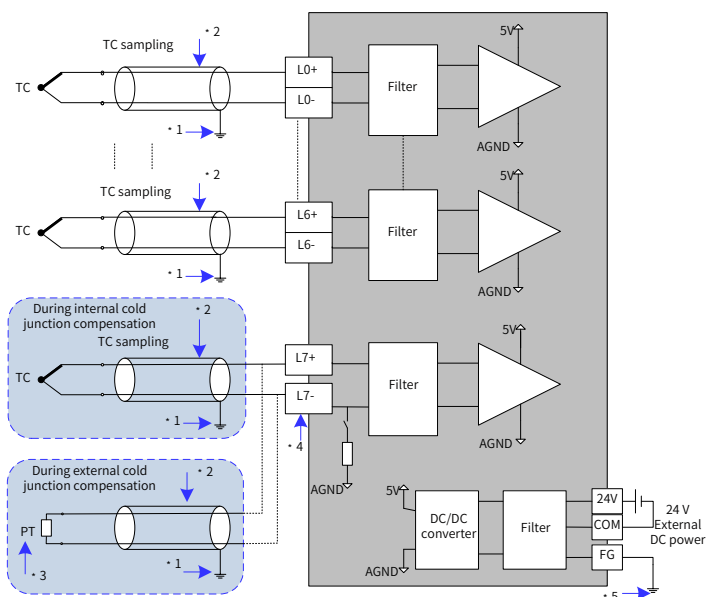 TC sampling
* 2
5V
TC
L0+
L0-
Filter
* 1
AGND
TC sampling
* 2
5V
TC
L6+
L6-
Filter
* 1
AGND
During internal cold
junction compensation
* 2
TC sampling
5V
TC
L7+
L7-
Filter
* 1
* 4
AGND
AGND
During external cold
junction compensation
* 2
PT
* 1
* 3
5V
DC/DC
converter
Filter
24V
COM
FG
24 V
External
DC power
AGND
* 5